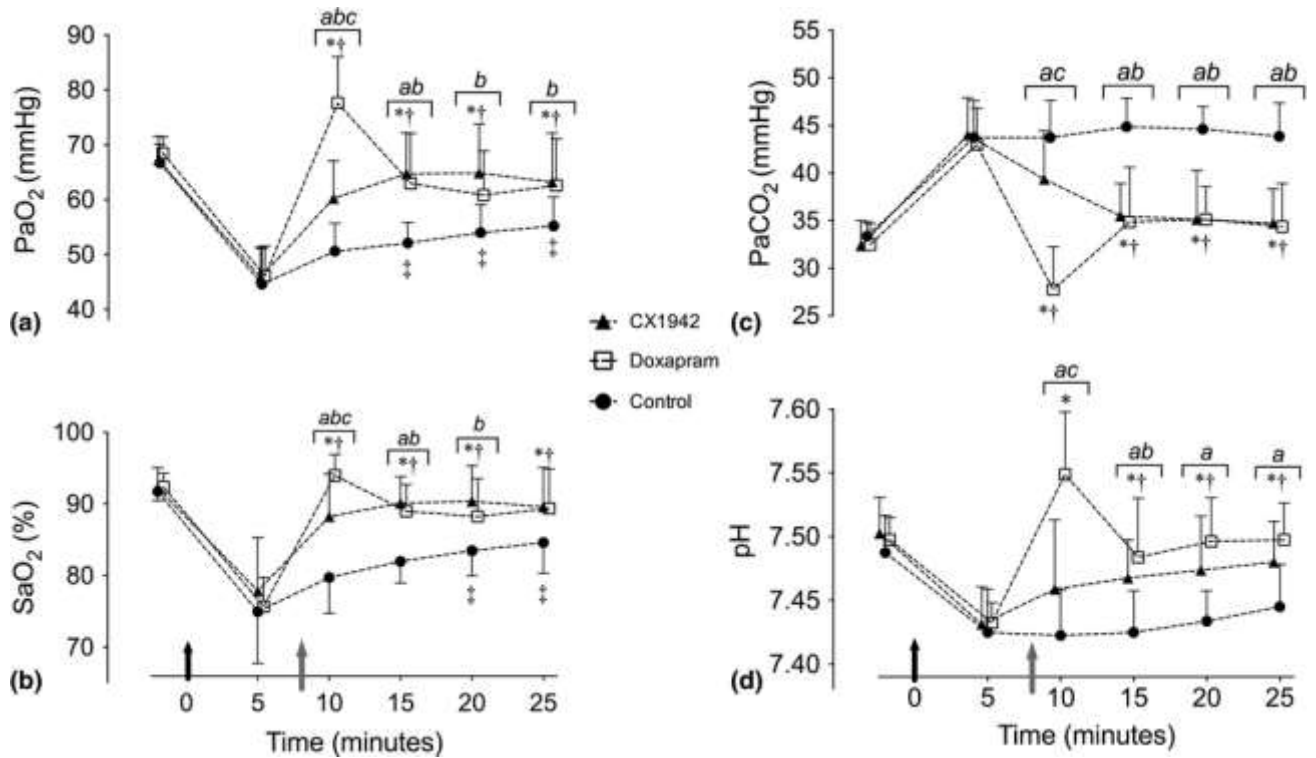 abc
90
*†
80
ab
b
b
*†
*†
*†
70
60
50
‡
‡
‡
40
PaO2 (mmHg)
(a)
55
50
ac
ab
ab
ab
45
40
35
*†
*†
*†
30
*†
25
PaCO2 (mmHg)
(c)
CX1942
Doxapram
Control
abc
100
*†
ab
b
*†
*†
*†
90
80
‡
‡
70
SaO2 (%)
(b)
0 5 10 15 20 25
Time (minutes)
ac
7.60
*
ab
a
a
7.55
*†
*†
*†
7.50
7.45
7.40
pH
(d)
0 5 10 15 20 25
Time (minutes)